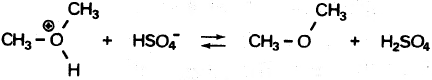 CH₃ CH₃
CH₃-O⊕ + HSO₄⁻ ⇌ CH₃-O + H₂SO₄
H